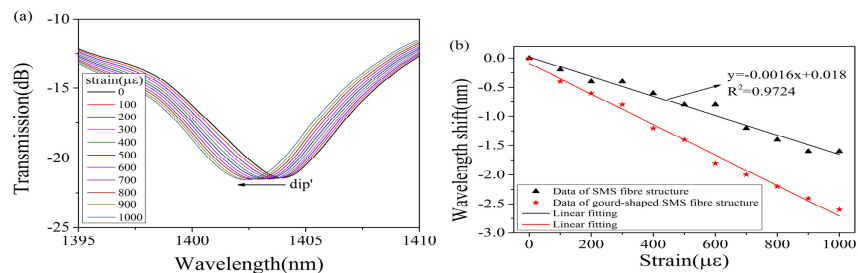 (a)
-10
-15
-20
-25
Transmission(dB)
strain(με)
0
100
200
300
400
500
600
700
800
900
1000
dip'
1395
1400
1405
1410
Wavelength(nm)
(b)
0.0
-0.5
-1.0
-1.5
-2.0
-2.5
-3.0
Wavelength shift(nm)
y=-0.0016x+0.018
R²=0.9724
Data of SMS fibre structure
Data of gourd-shaped SMS fibre structure
Linear fitting
Linear fitting
0
200
400
600
800
1000
Strain(με)